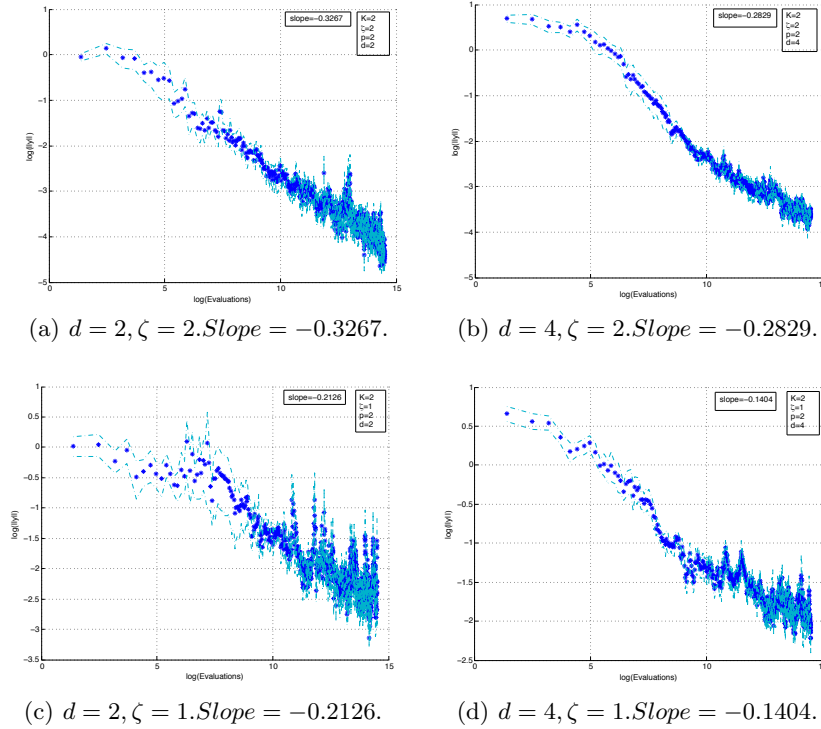 1
0
−1
−2
−3
−4
−5
0
5
10
15
log(Evaluations)
log(||y||)
slope=−0.3267
K=2
ζ=2
p=2
d=2
(a) d = 2, ζ = 2.Slope = −0.3267.
1
0
−1
−2
−3
−4
−5
0
5
10
log(Evaluations)
log(||y||)
slope=−0.2829
K=2
ζ=2
p=2
d=4
(b) d = 4, ζ = 2.Slope = −0.2829.
1
0.5
0
−0.5
−1
−1.5
−2
−2.5
−3
−3.5
0
5
10
15
log(Evaluations)
log(||y||)
slope=−0.2126
K=2
ζ=1
p=2
d=2
(c) d = 2, ζ = 1.Slope = −0.2126.
1
0.5
0
−0.5
−1
−1.5
−2
−2.5
0
5
10
log(Evaluations)
log(||y||)
slope=−0.1404
K=2
ζ=1
p=2
d=4
(d) d = 4, ζ = 1.Slope = −0.1404.